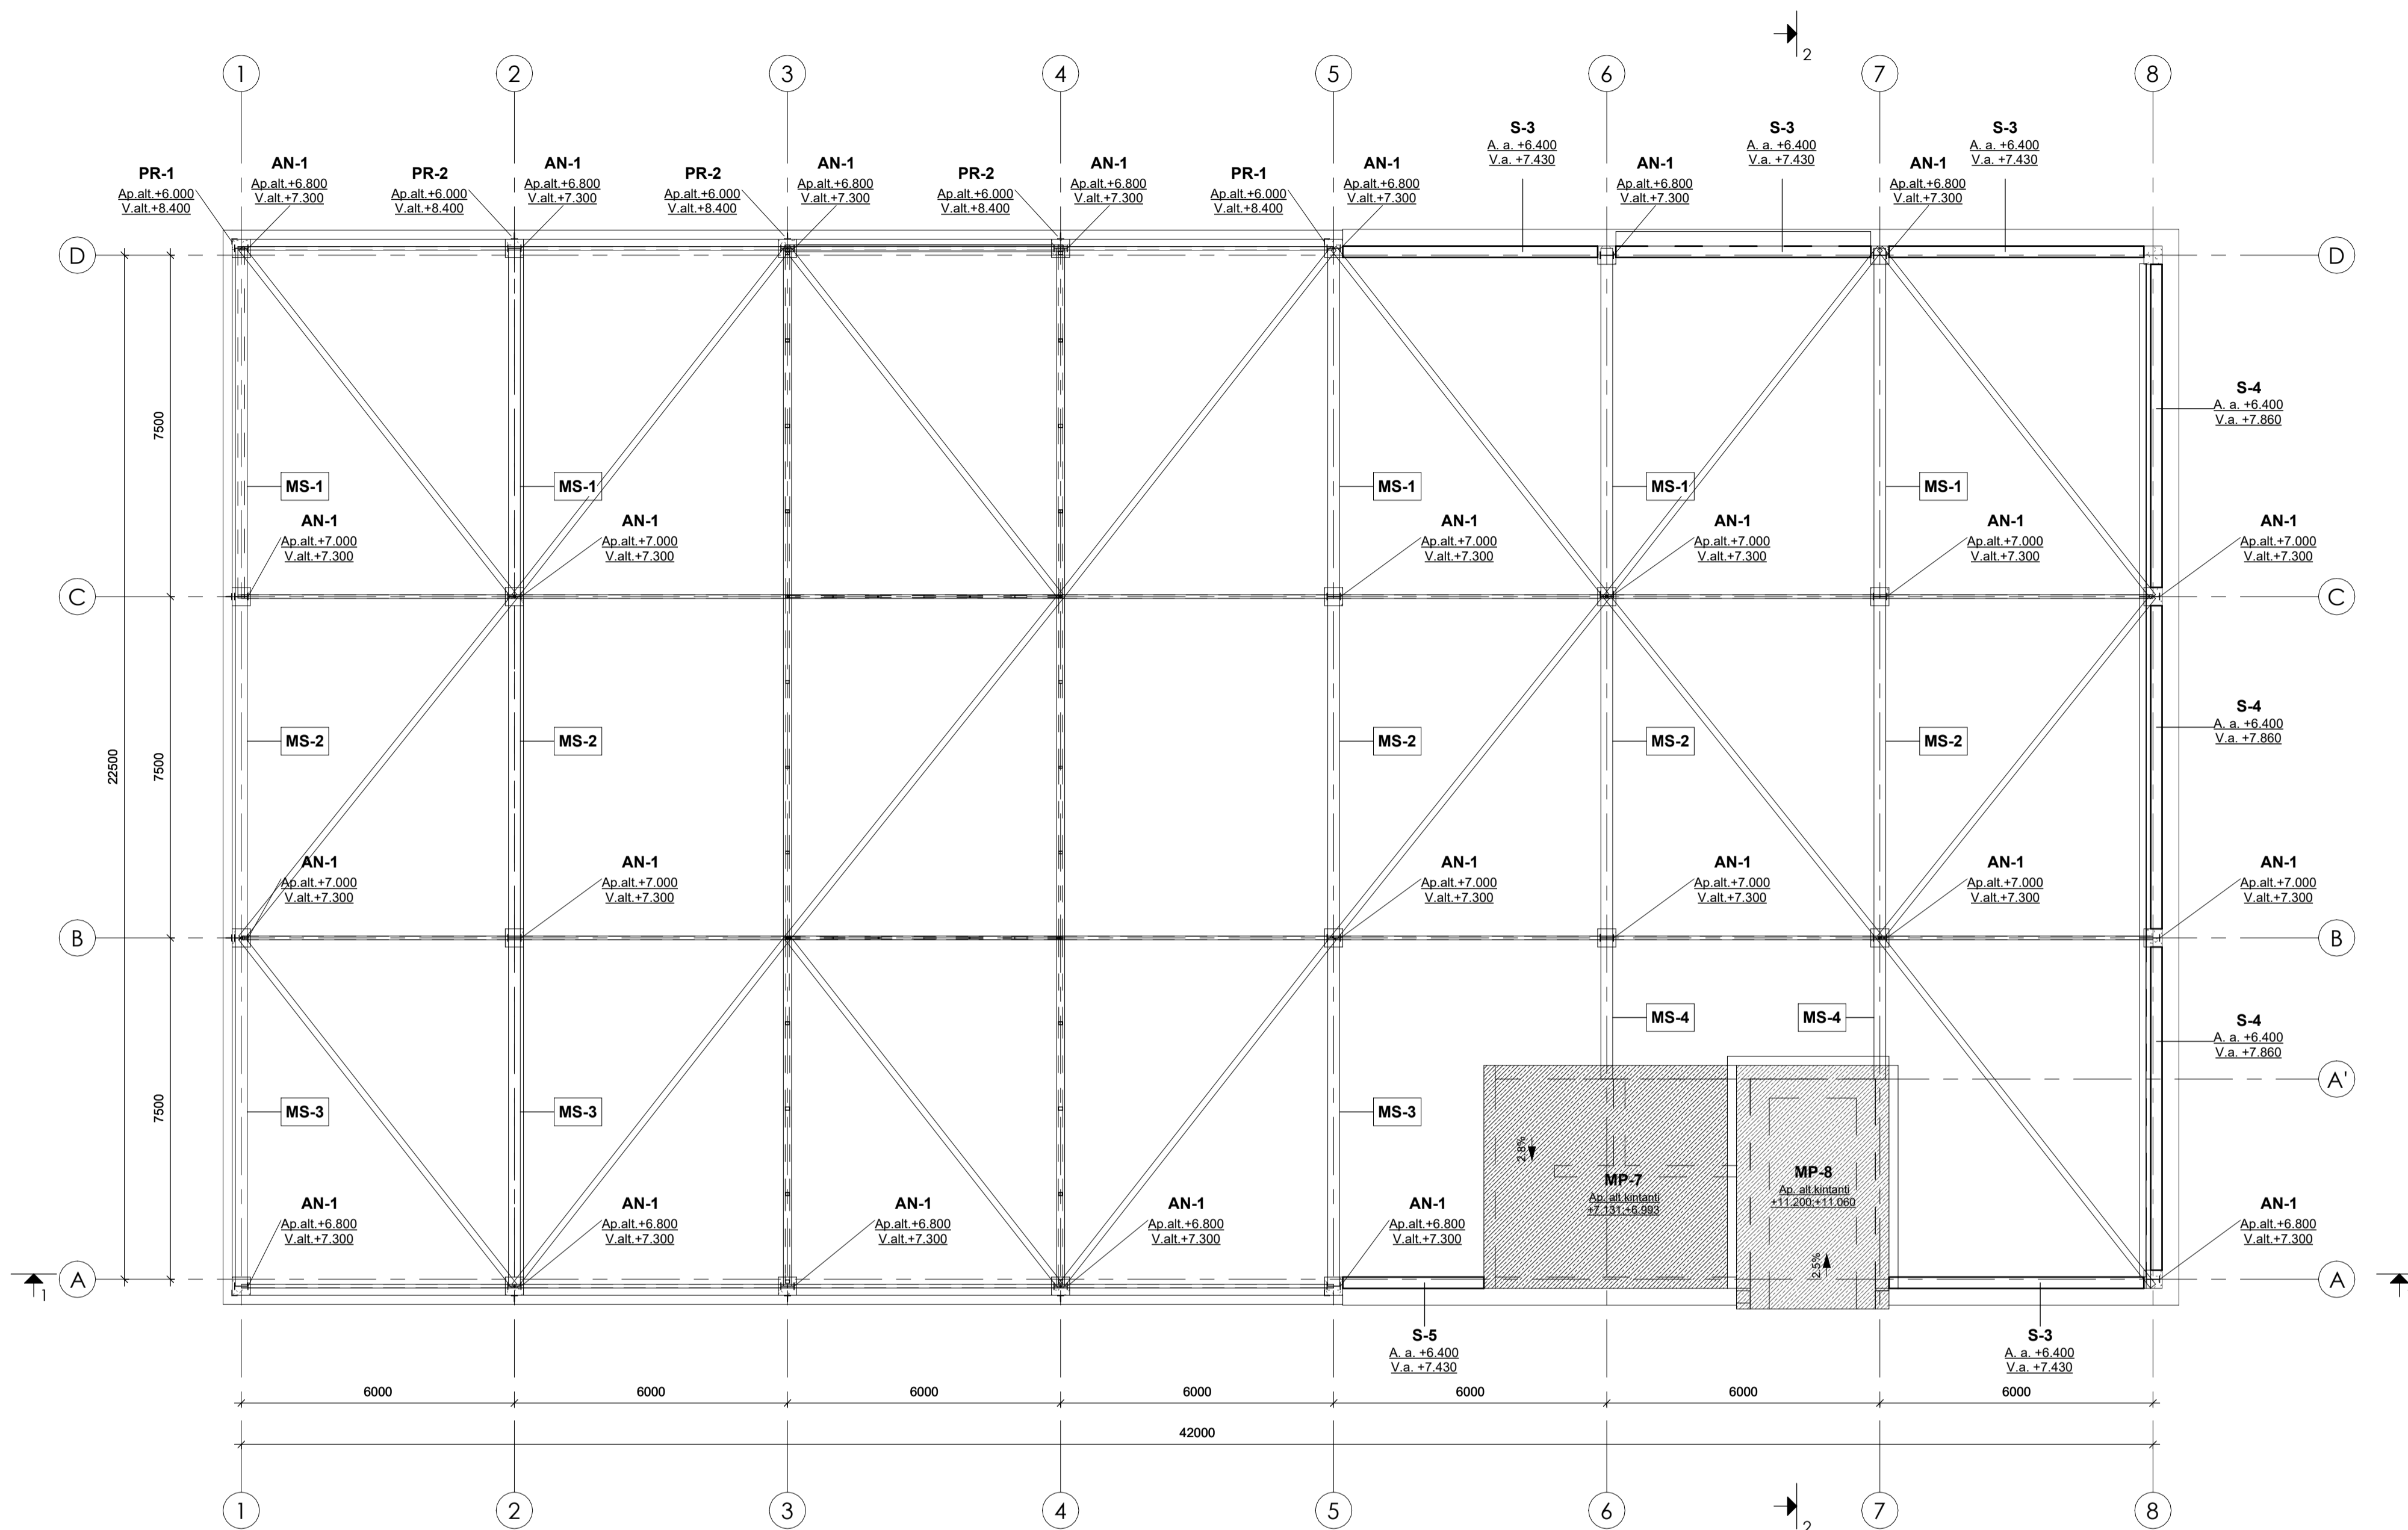 2
1 2 3 4 5 6 7 8
S-3
A. a. +6.400
V.a. +7.430
S-3
A. a. +6.400
V.a. +7.430
S-3
A. a. +6.400
V.a. +7.430
PR-1
Ap.alt.+6.000
V.alt.+8.400
AN-1
Ap.alt.+6.800
V.alt.+7.300
PR-2
Ap.alt.+6.000
V.alt.+8.400
AN-1
Ap.alt.+6.800
V.alt.+7.300
PR-2
Ap.alt.+6.000
V.alt.+8.400
AN-1
Ap.alt.+6.800
V.alt.+7.300
PR-2
Ap.alt.+6.000
V.alt.+8.400
AN-1
Ap.alt.+6.800
V.alt.+7.300
PR-1
Ap.alt.+6.000
V.alt.+8.400
AN-1
Ap.alt.+6.800
V.alt.+7.300
AN-1
Ap.alt.+6.800
V.alt.+7.300
AN-1
Ap.alt.+6.800
V.alt.+7.300
D D
S-4
A. a. +6.400
V.a. +7.860
7500
MS-1 MS-1 MS-1 MS-1 MS-1
AN-1
Ap.alt.+7.000
V.alt.+7.300
AN-1
Ap.alt.+7.000
V.alt.+7.300
AN-1
Ap.alt.+7.000
V.alt.+7.300
AN-1
Ap.alt.+7.000
V.alt.+7.300
AN-1
Ap.alt.+7.000
V.alt.+7.300
AN-1
Ap.alt.+7.000
V.alt.+7.300
C C
S-4
A. a. +6.400
V.a. +7.860
22500
7500
MS-2 MS-2 MS-2 MS-2 MS-2
AN-1
Ap.alt.+7.000
V.alt.+7.300
AN-1
Ap.alt.+7.000
V.alt.+7.300
AN-1
Ap.alt.+7.000
V.alt.+7.300
AN-1
Ap.alt.+7.000
V.alt.+7.300
AN-1
Ap.alt.+7.000
V.alt.+7.300
AN-1
Ap.alt.+7.000
V.alt.+7.300
B B
MS-4 MS-4
S-4
A. a. +6.400
V.a. +7.860
A'
7500
MS-3 MS-3 MS-3
2.8%
MP-7
Ap. alt.kintanti
+7.131;+6.993
MP-8
Ap. alt.kintanti
+11.200;+11.060
2.5%
AN-1
Ap.alt.+6.800
V.alt.+7.300
AN-1
Ap.alt.+6.800
V.alt.+7.300
AN-1
Ap.alt.+6.800
V.alt.+7.300
AN-1
Ap.alt.+6.800
V.alt.+7.300
AN-1
Ap.alt.+6.800
V.alt.+7.300
AN-1
Ap.alt.+6.800
V.alt.+7.300
A A
1
S-5
A. a. +6.400
V.a. +7.430
S-3
A. a. +6.400
V.a. +7.430
6000 6000 6000 6000 6000 6000 6000
42000
1 2 3 4 5 6 7 8
2